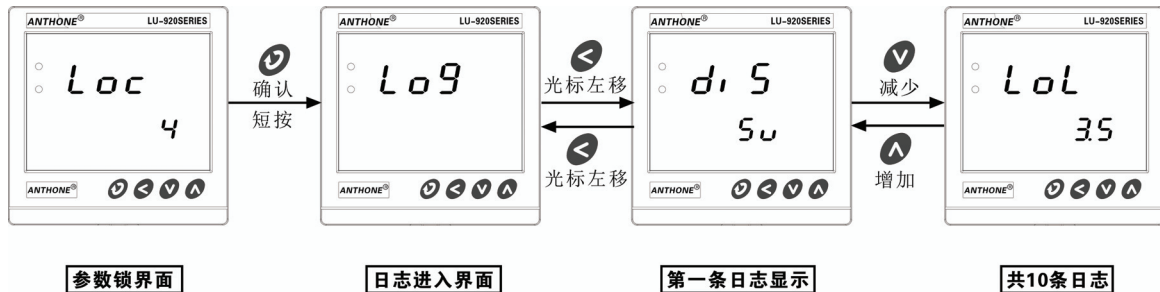 ANTHONE® LU-920SERIES
Loc
4
ANTHONE®
参数锁界面
确认
短按
ANTHONE® LU-920SERIES
Log
ANTHONE®
日志进入界面
光标左移
光标左移
ANTHONE® LU-920SERIES
diS
Su
ANTHONE®
第一条日志显示
减少
增加
ANTHONE® LU-920SERIES
LoL
3.5
ANTHONE®
共10条日志